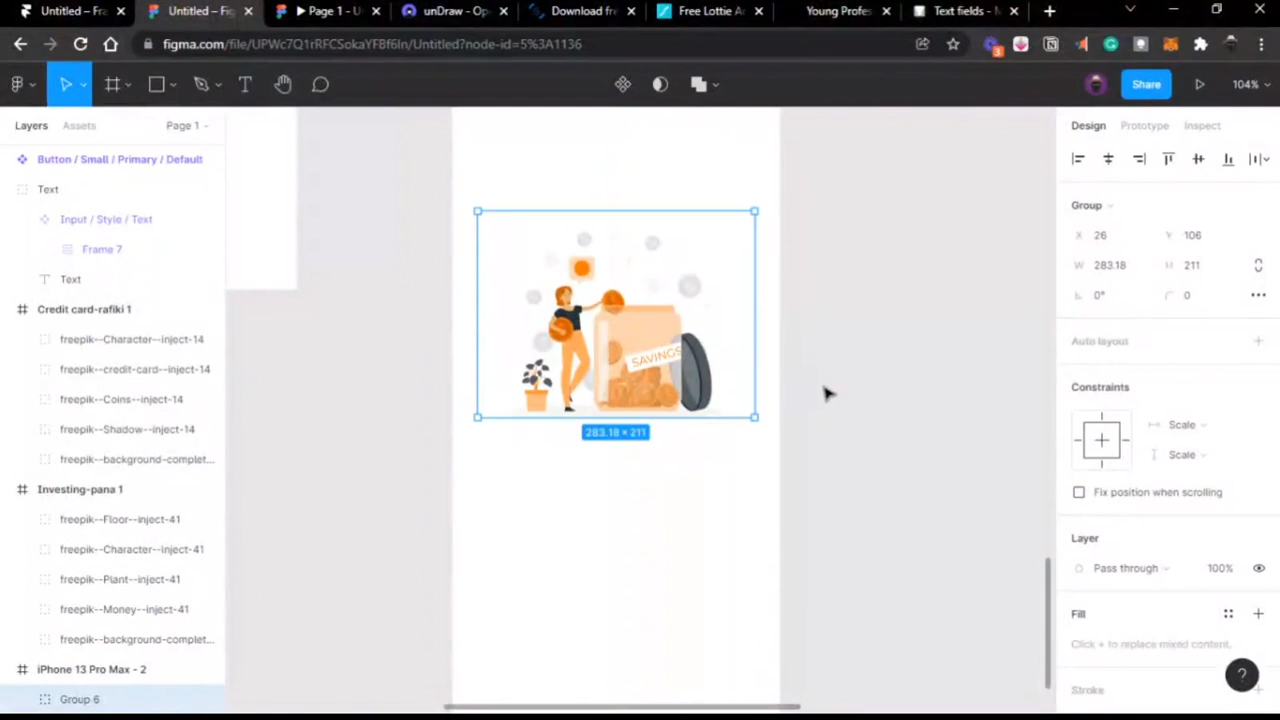 Untitled – Fra
Untitled – Fig
Page 1 – U
unDraw - Op
Download fre
Free Lottie A
Young Profes
Text fields - M
figma.com/file/UPWc7Q1rRFCSokaYFBf6ln/Untitled?node-id=5%3A1136
3
Share
104%
Layers
Assets
Page 1
Button / Small / Primary / Default
Text
Input / Style / Text
Frame 7
Text
Credit card-rafiki 1
freepik--Character--inject-14
freepik--credit-card--inject-14
freepik--Coins--inject-14
freepik--Shadow--inject-14
freepik--background-complet...
Investing-pana 1
freepik--Floor--inject-41
freepik--Character--inject-41
freepik--Plant--inject-41
freepik--Money--inject-41
freepik--background-complet...
iPhone 13 Pro Max - 2
Group 6
SAVINGS
283.18 × 211
Design
Prototype
Inspect
Group
X 26
Y 106
W 283.18
H 211
0°
0
Auto layout
Constraints
Scale
Scale
Fix position when scrolling
Layer
Pass through
100%
Fill
Click + to replace mixed content.
Stroke
?